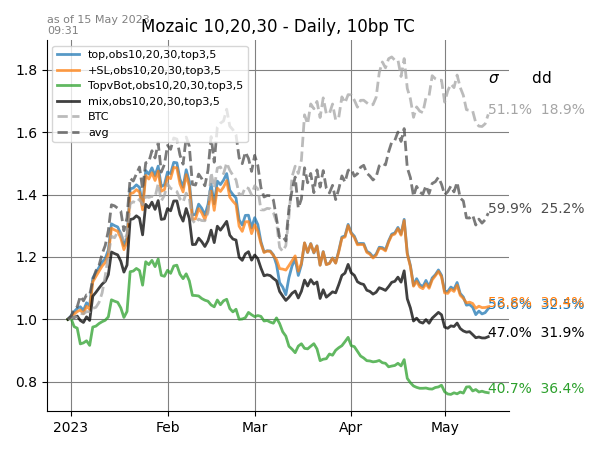 as of 15 May 2023
09:31
Mozaic 10,20,30 - Daily, 10bp TC
top,obs10,20,30,top3,5
+SL,obs10,20,30,top3,5
TopvBot,obs10,20,30,top3,5
mix,obs10,20,30,top3,5
BTC
avg
σ dd
51.1% 18.9%
59.9% 25.2%
47.0% 31.9%
40.7% 36.4%
1.8
1.6
1.4
1.2
1.0
0.8
2023 Feb Mar Apr May